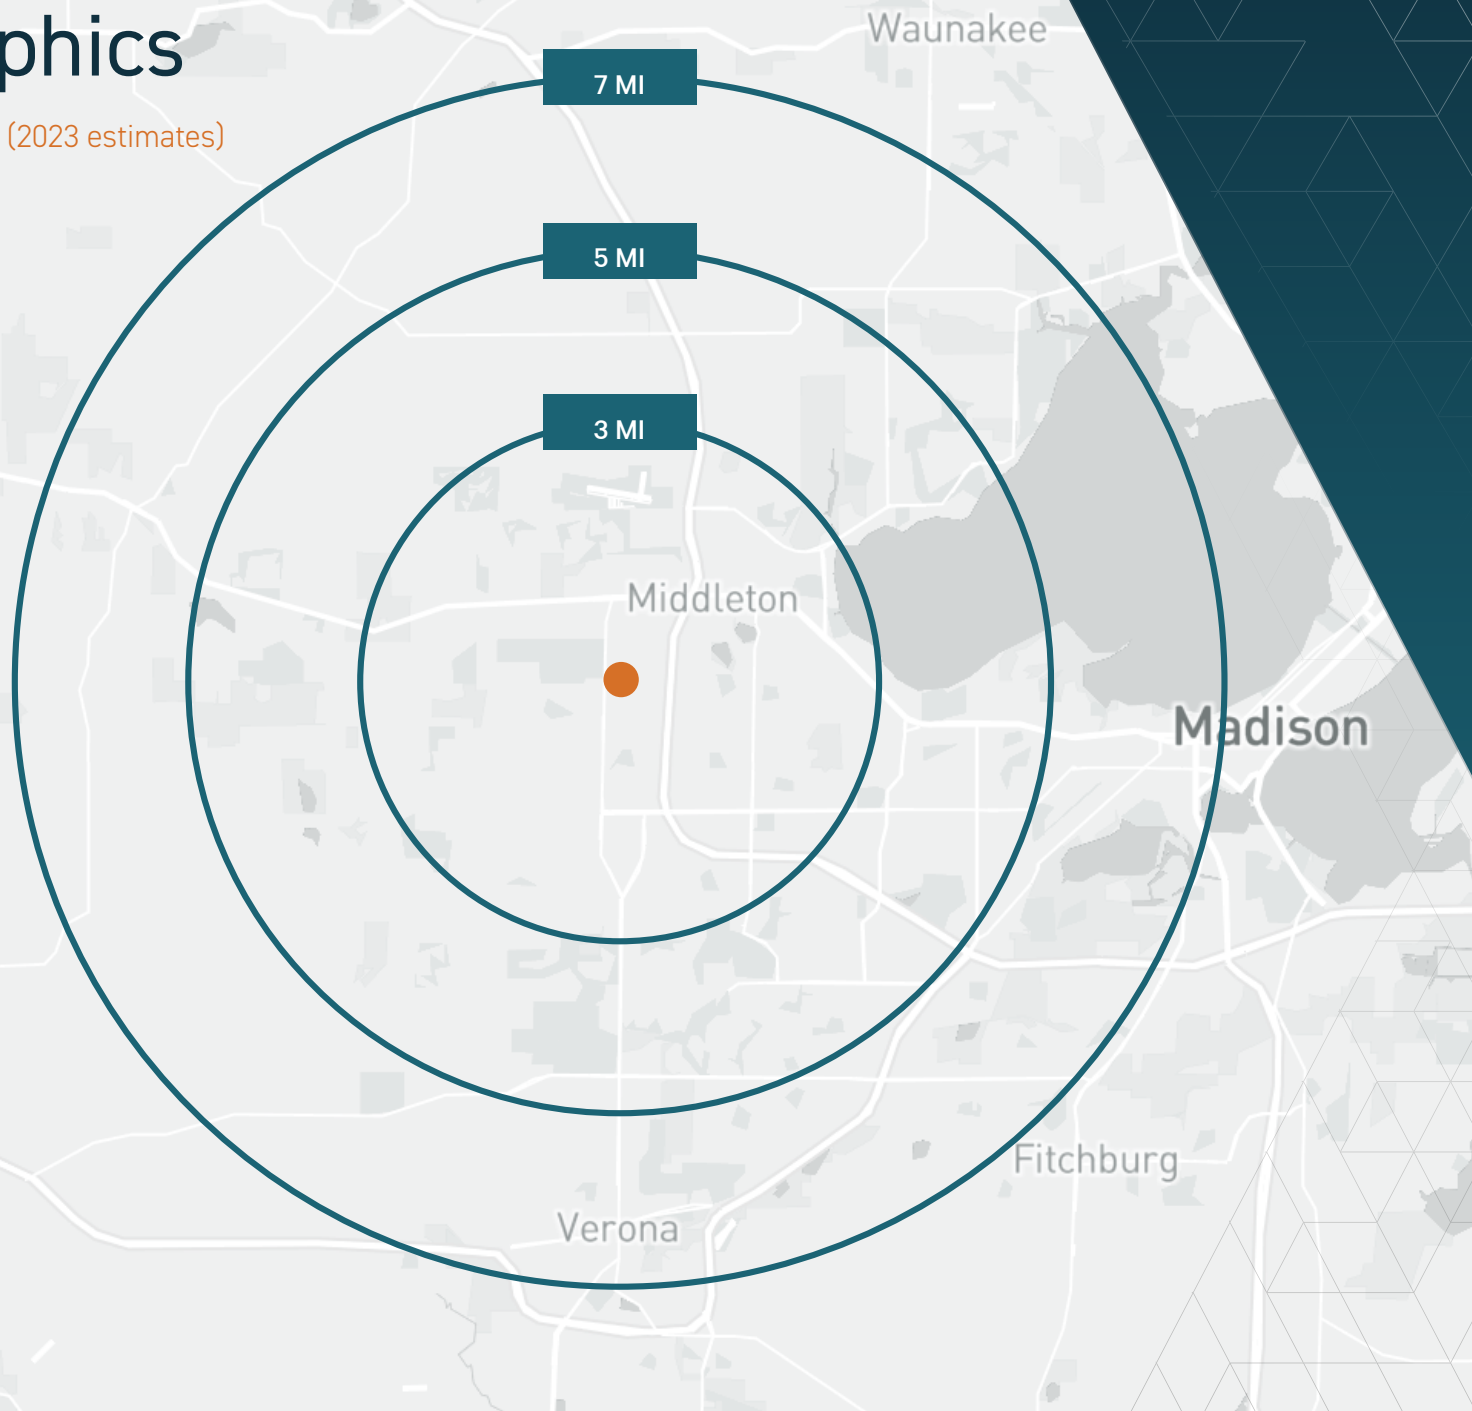 phics
(2023 estimates)
Waunakee
7 MI
5 MI
3 MI
Middleton
Madison
Fitchburg
Verona